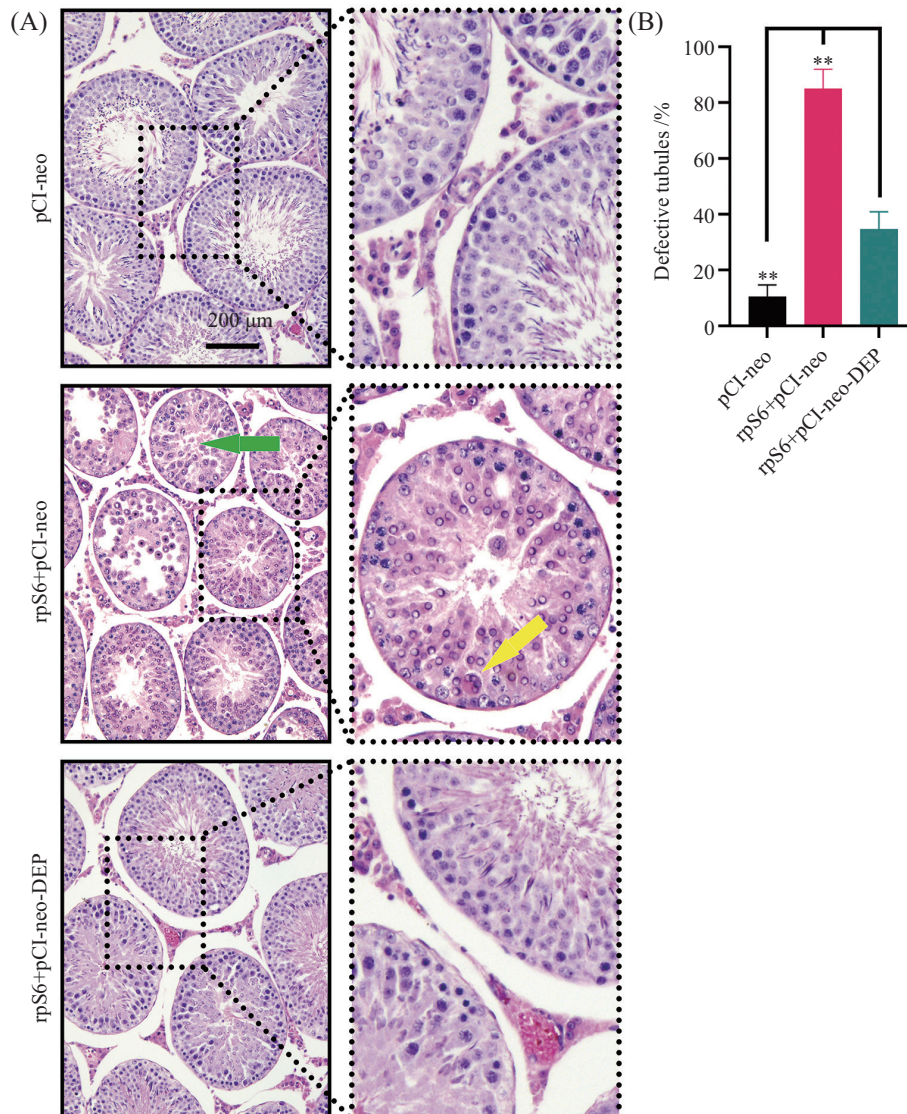 (A)
pCI-neo
200 μm
rpS6+pCI-neo
rpS6+pCI-neo-DEP
(B)
Defective tubules /%
100
80
60
40
20
0
**
**
pCI-neo
rpS6+pCI-neo
rpS6+pCI-neo-DEP